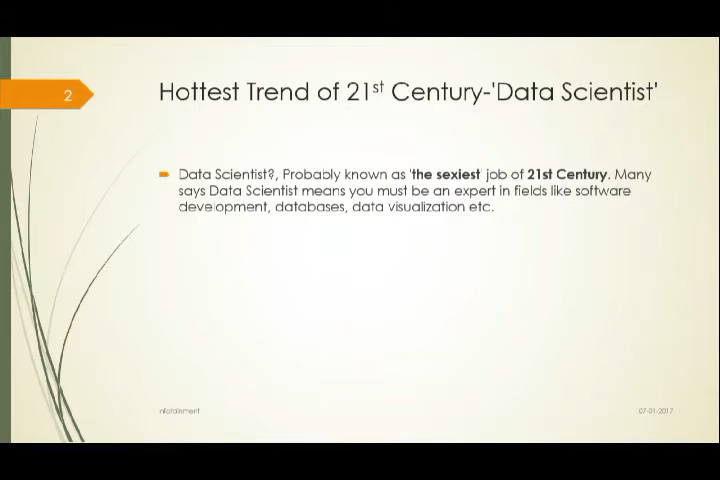 2
Hottest Trend of 21st Century-'Data Scientist'
Data Scientist?, Probably known as 'the sexiest' job of 21st Century. Many
says Data Scientist means you must be an expert in fields like software
development, databases, data visualization etc.
Infotainment
07-01-2017